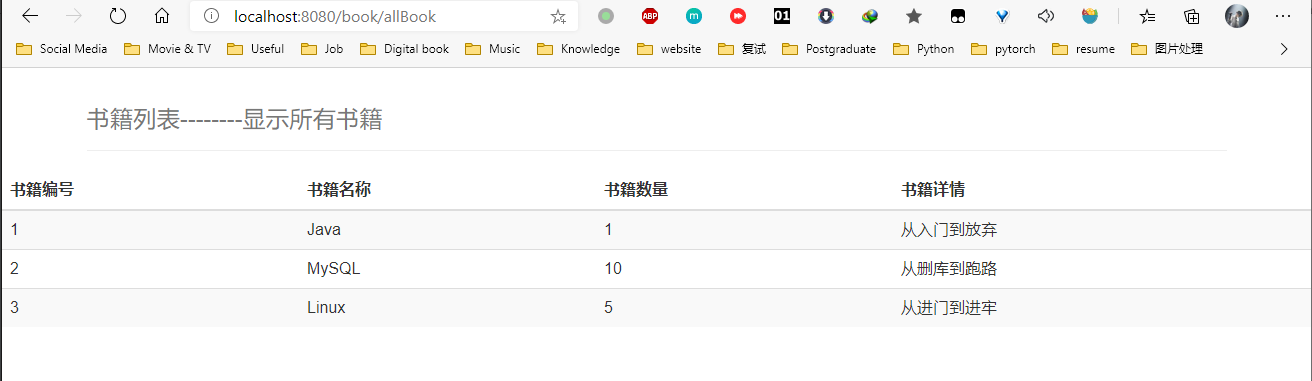 localhost:8080/book/allBook
ABP m 01
Social Media Movie & TV Useful Job Digital book Music Knowledge website 复试 Postgraduate Python pytorch resume 图片处理
书籍列表--------显示所有书籍
书籍编号 书籍名称 书籍数量 书籍详情
1 Java 1 从入门到放弃
2 MySQL 10 从删库到跑路
3 Linux 5 从进门到进牢